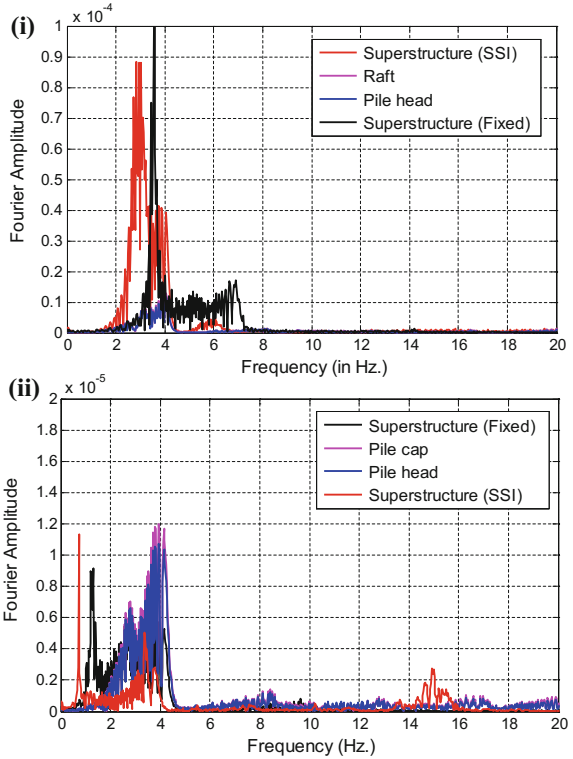 (i)
x 10-4
1
0.9
0.8
0.7
0.6
0.5
0.4
0.3
0.2
0.1
0
Fourier Amplitude
Superstructure (SSI)
Raft
Pile head
Superstructure (Fixed)
0 2 4 6 8 10 12 14 16 18 20
Frequency (in Hz.)
(ii)
x 10-5
2
1.8
1.6
1.4
1.2
1
0.8
0.6
0.4
0.2
0
Fourier Amplitude
Superstructure (Fixed)
Pile cap
Pile head
Superstructure (SSI)
0 2 4 6 8 10 12 14 16 18 20
Frequency (Hz.)